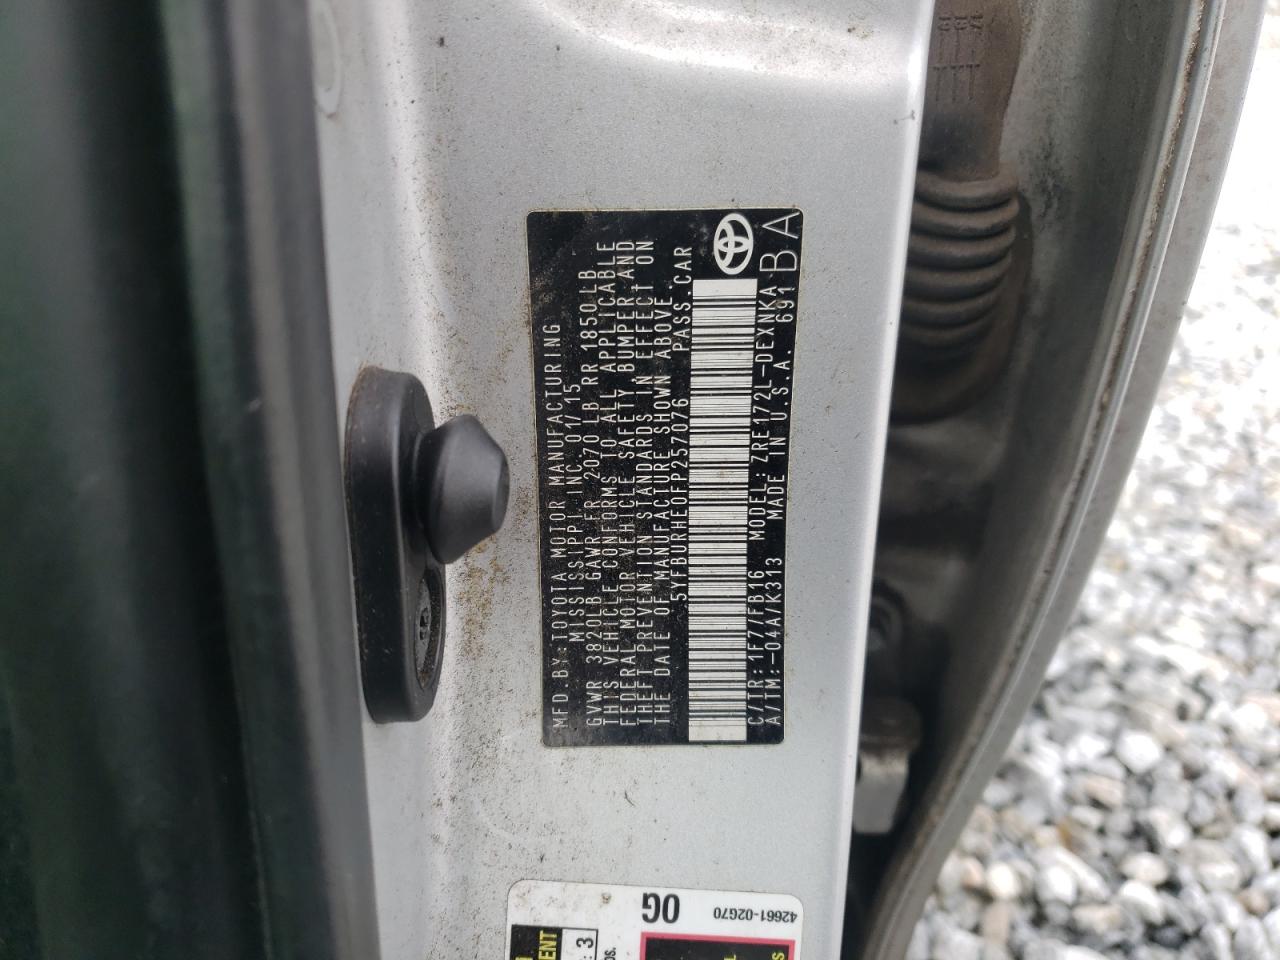 MFD.BY:TOYOTA MOTOR MANUFACTURING
MISSISSIPPI, INC. 01/15
GVWR 3820LB GAWR FR 2070 LB RR 1850 LB
THIS VEHICLE CONFORMS TO ALL APPLICABLE
FEDERAL MOTOR VEHICLE SAFETY, BUMPER, AND
THEFT PREVENTION STANDARDS IN EFFECT ON
THE DATE OF MANUFACTURE SHOWN ABOVE.
5YFBURHE0FP257076 PASS.CAR
C/TR:1F7/FB16 MODEL:ZRE172L-DEXNKA
A/TM:-04A/K313 MADE IN U.S.A. 691
BA
42661-02G70
OG
3